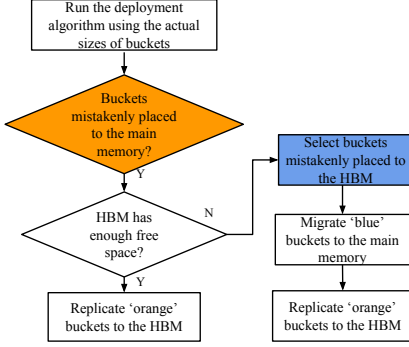 Run the deployment
algorithm using the actual
sizes of buckets
Buckets
mistakenly placed
to the main
memory?
Y
HBM has
enough free
space?
N
Y
Replicate ‘orange’
buckets to the HBM
Select buckets
mistakenly placed to
the HBM
Migrate ‘blue’
buckets to the main
memory
Replicate ‘orange’
buckets to the HBM